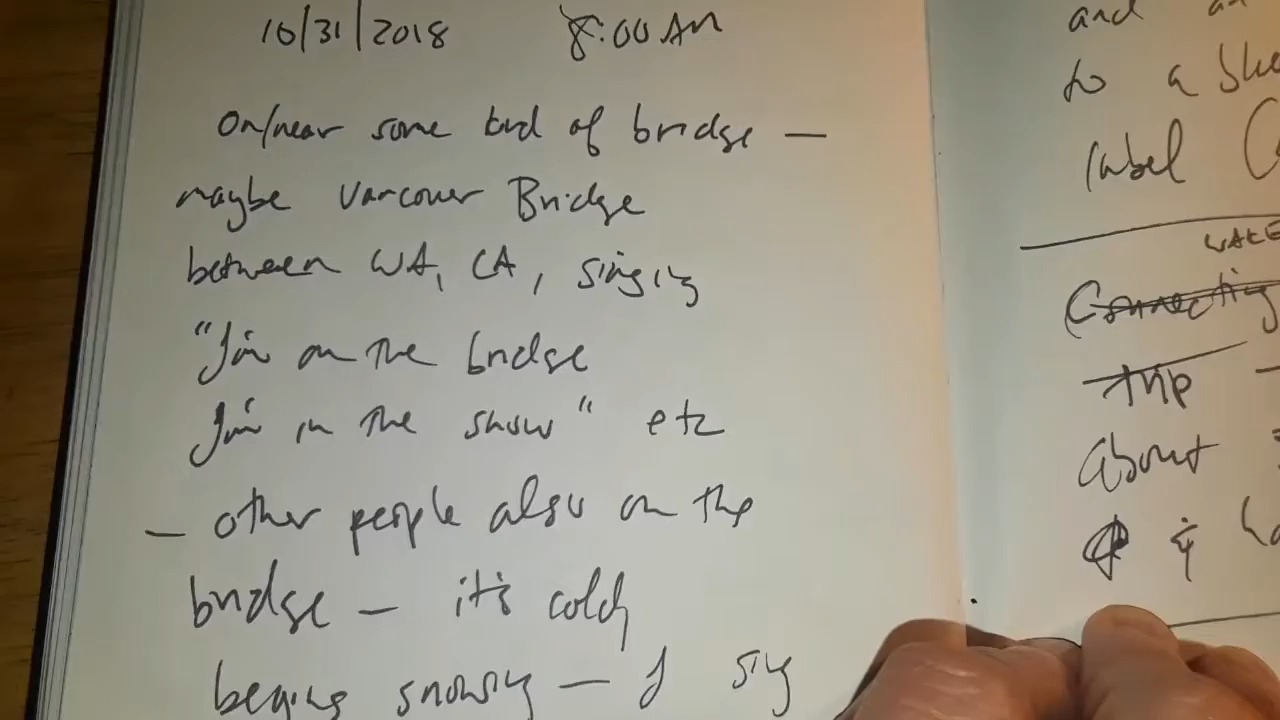 10/31/2018 8:00 AM
On/near some kind of bridge —
maybe Vancouver Bridge
between WA, CA, singing
"I'm on the bridge
I'm in the snow" etc
— other people also on the
bridge — it's cold,
begins snowing — I sing
and
to a
label
WAKE
Connecting
trip
about